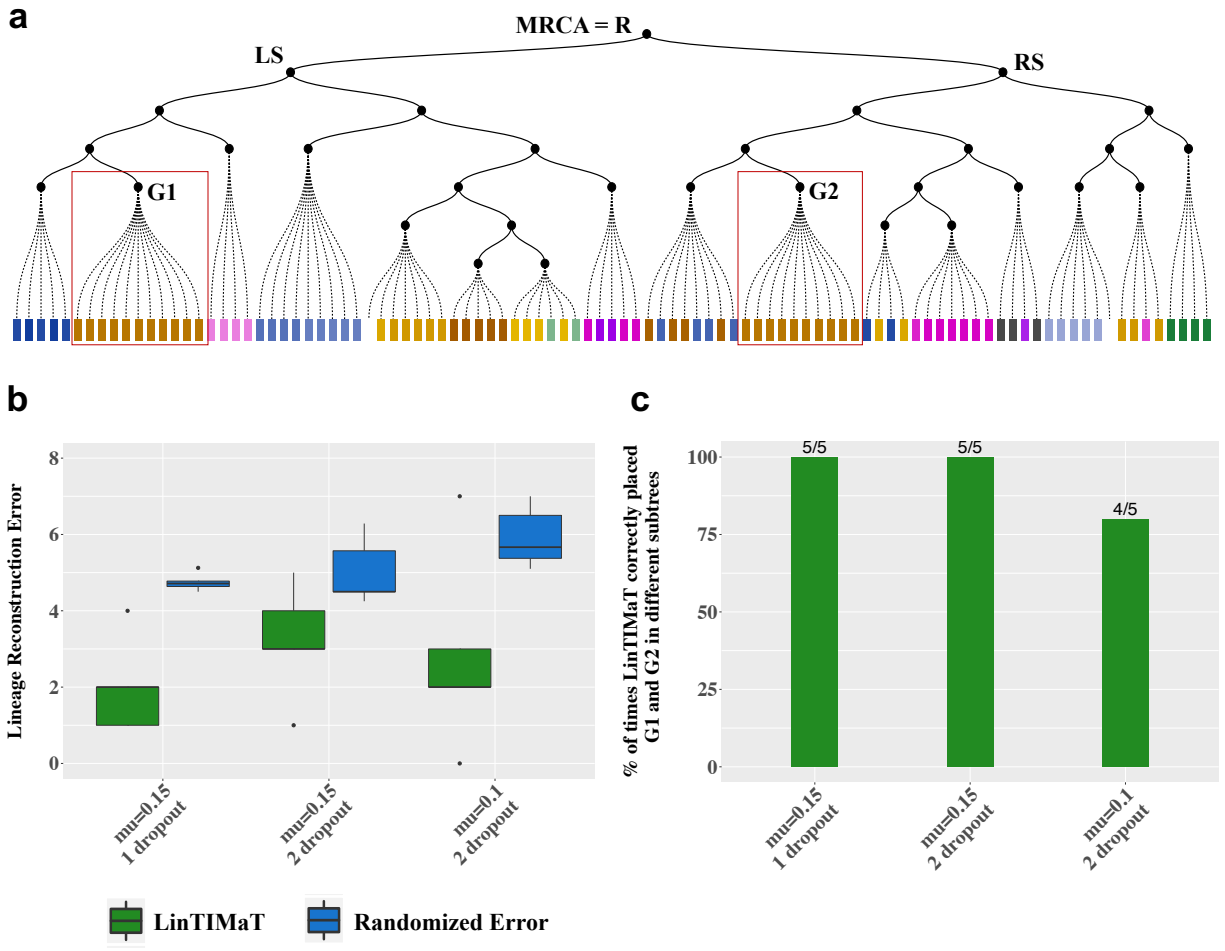 a
MRCA = R
LS
RS
G1
G2
b
c
Lineage Reconstruction Error
8
6
4
2
0
mu=0.15
1 dropout
mu=0.15
2 dropout
mu=0.1
2 dropout
LinTIMaT
Randomized Error
% of times LinTIMaT correctly placed
G1 and G2 in different subtrees
100
75
50
25
0
5/5
5/5
4/5
mu=0.15
1 dropout
mu=0.15
2 dropout
mu=0.1
2 dropout